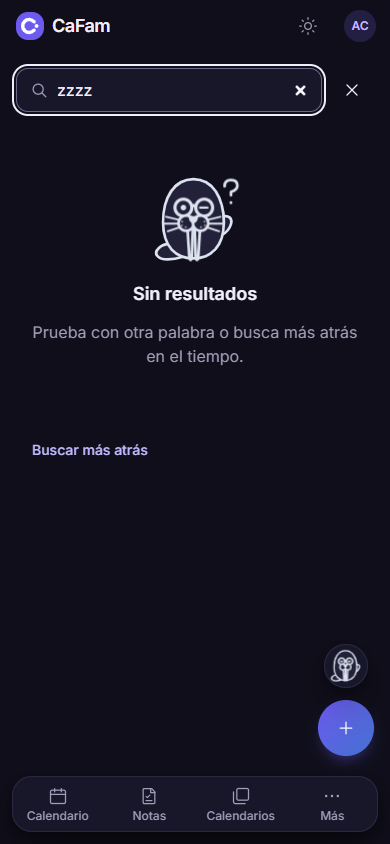 CaFam
AC
zzzz
?
Sin resultados
Prueba con otra palabra o busca más atrás
en el tiempo.
Buscar más atrás
Calendario
Notas
Calendarios
Más